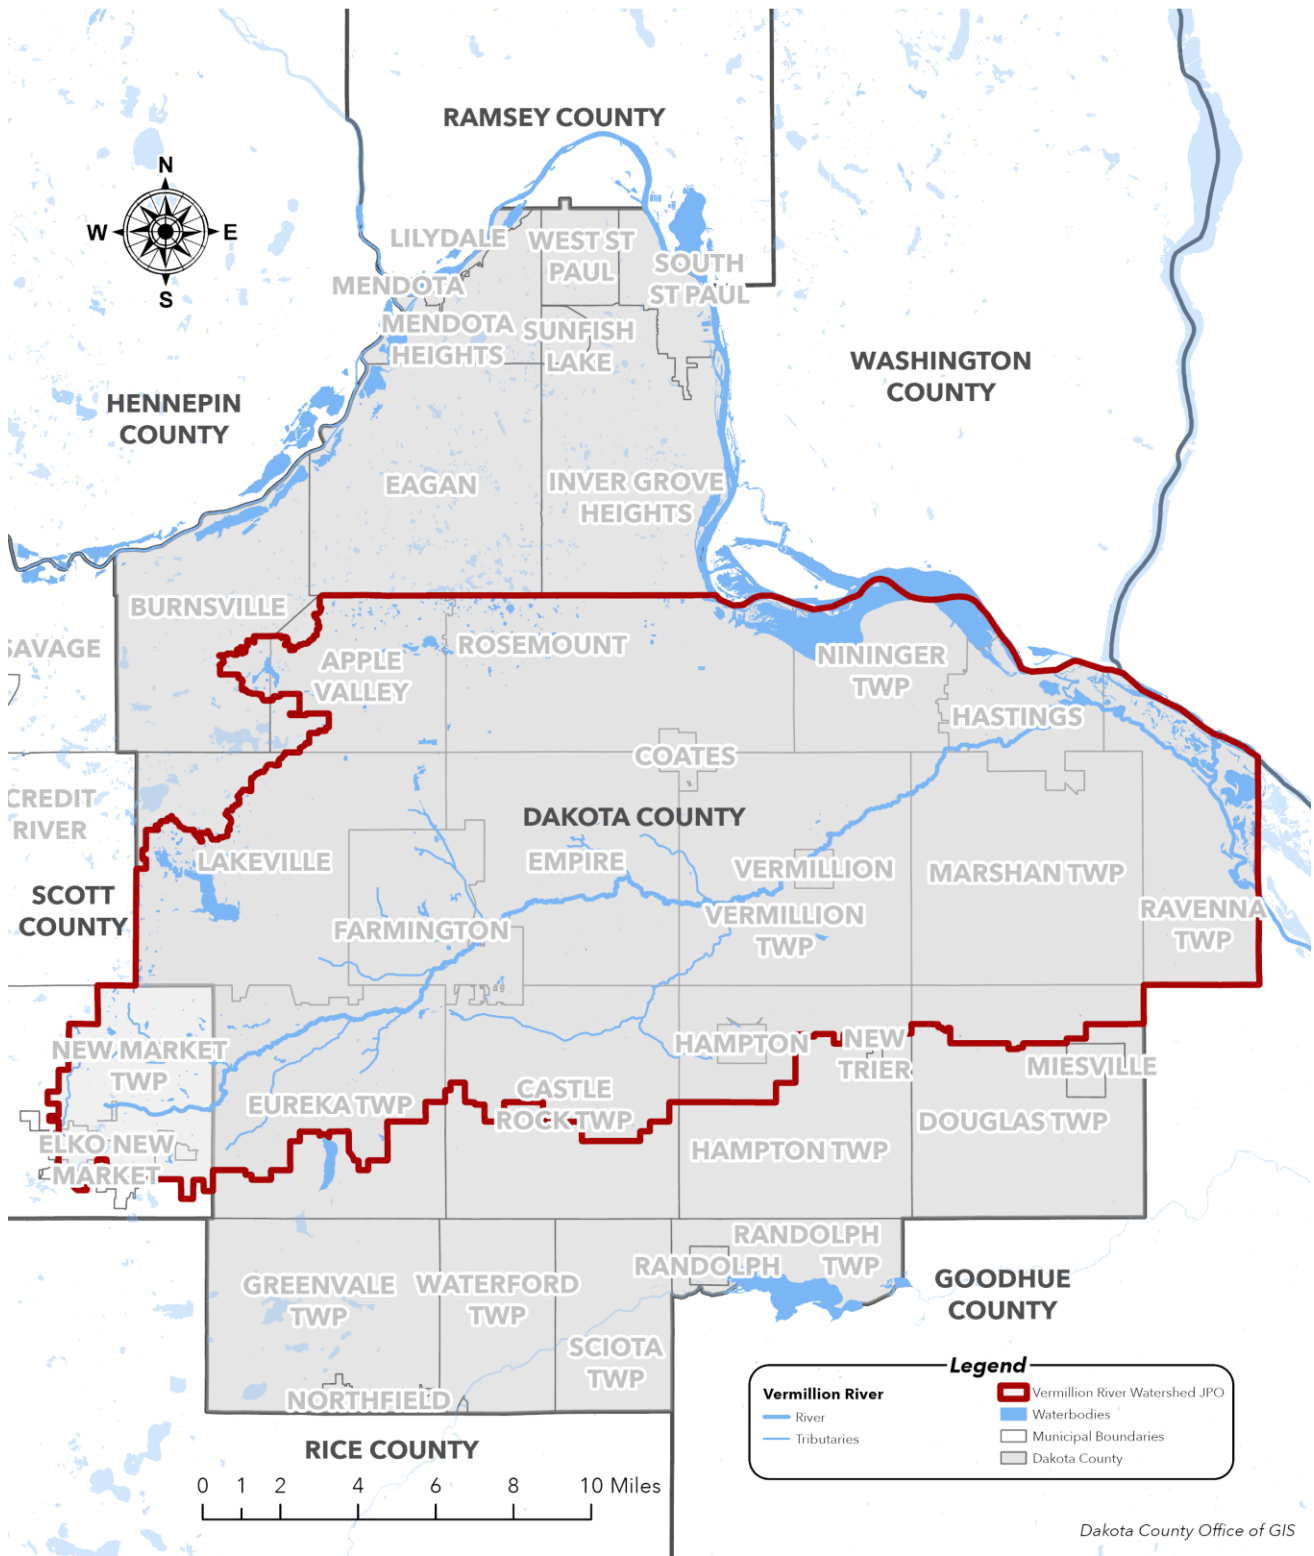 RAMSEY COUNTY
N
W
E
S
LILYDALE
WEST ST
PAUL
SOUTH
ST PAUL
MENDOTA
MENDOTA
HEIGHTS
SUNFISH
LAKE
WASHINGTON
COUNTY
HENNEPIN
COUNTY
EAGAN
INVER GROVE
HEIGHTS
BURNSVILLE
SAVAGE
ROSEMOUNT
APPLE
VALLEY
NININGER
TWP
HASTINGS
COATES
CREDIT
RIVER
DAKOTA COUNTY
LAKEVILLE
EMPIRE
VERMILLION
MARSHAN TWP
SCOTT
COUNTY
FARMINGTON
VERMILLION
TWP
RAVENNA
TWP
NEW MARKET
TWP
HAMPTON
NEW
TRIER
MIESVILLE
EUREKA TWP
CASTLE
ROCK TWP
DOUGLAS TWP
ELKO NEW
MARKET
HAMPTON TWP
RANDOLPH
TWP
RANDOLPH
GREENVALE
TWP
WATERFORD
TWP
GOODHUE
COUNTY
SCIOTA
TWP
NORTHFIELD
RICE COUNTY
0 1 2 4 6 8 10 Miles
Legend
Vermillion River
River
Tributaries
Vermillion River Watershed JPO
Waterbodies
Municipal Boundaries
Dakota County
Dakota County Office of GIS